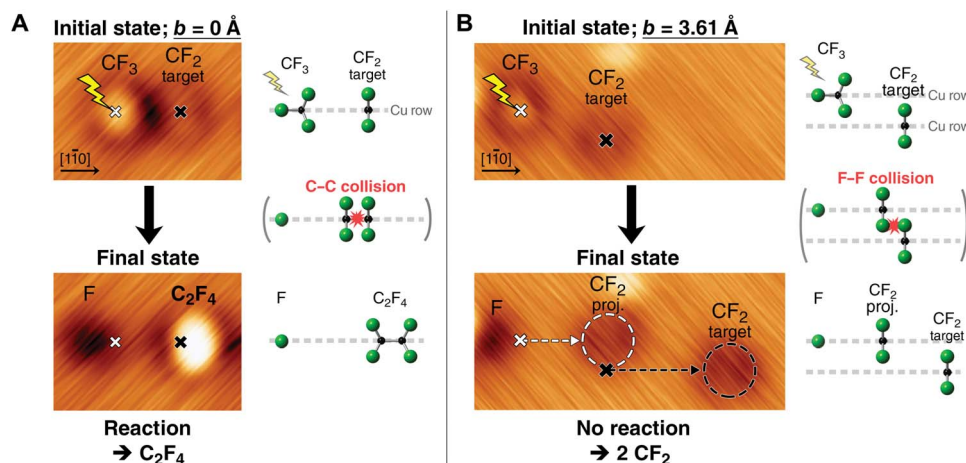 A
Initial state; b = 0 Å
CF3
CF2
target
[11̅0]
CF3
CF2
target
Cu row
C–C collision
Final state
F
C2F4
F
C2F4
Reaction
→ C2F4
B
Initial state; b = 3.61 Å
CF3
CF2
target
[11̅0]
CF3
CF2
target
Cu row
Cu row
F–F collision
Final state
F
CF2
proj.
CF2
target
F
CF2
proj.
CF2
target
No reaction
→ 2 CF2